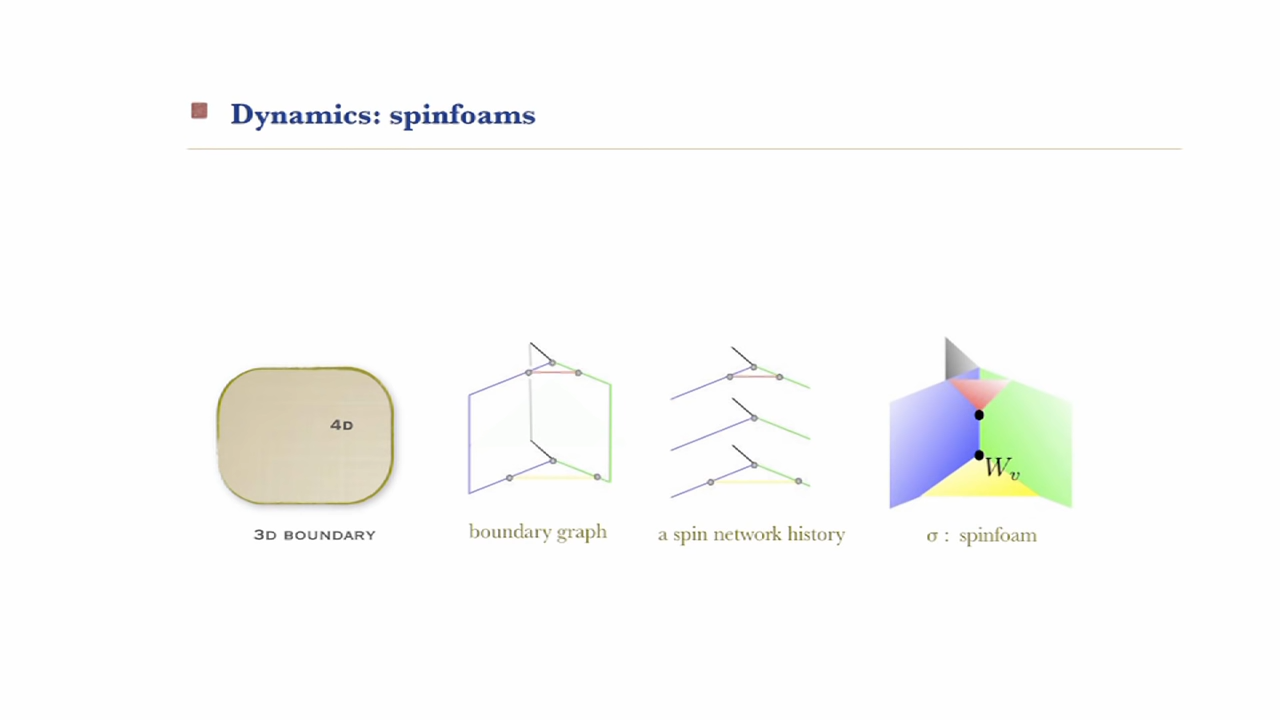 Dynamics: spinfoams
4D
W_v
3D BOUNDARY
boundary graph
a spin network history
σ : spinfoam